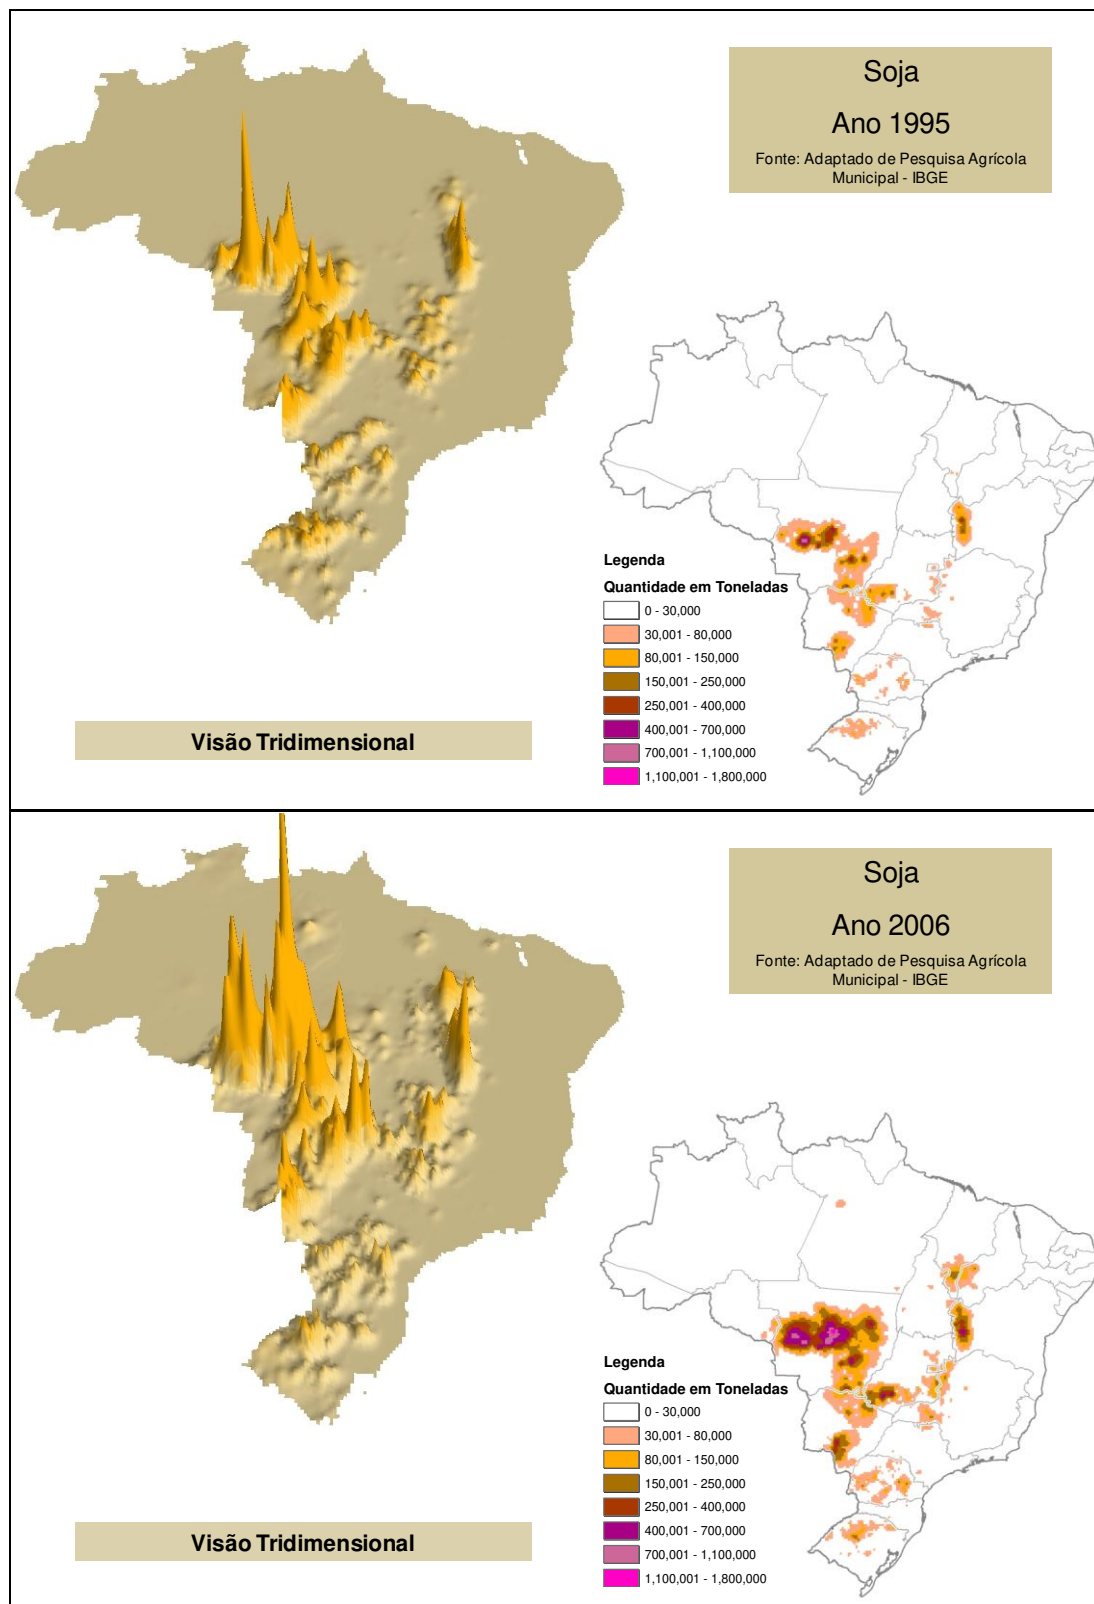 Soja
Ano 1995
Fonte: Adaptado de Pesquisa Agrícola
Municipal - IBGE
Legenda
Quantidade em Toneladas
0 - 30,000
30,001 - 80,000
80,001 - 150,000
150,001 - 250,000
250,001 - 400,000
400,001 - 700,000
700,001 - 1,100,000
1,100,001 - 1,800,000
Visão Tridimensional
Soja
Ano 2006
Fonte: Adaptado de Pesquisa Agrícola
Municipal - IBGE
Legenda
Quantidade em Toneladas
0 - 30,000
30,001 - 80,000
80,001 - 150,000
150,001 - 250,000
250,001 - 400,000
400,001 - 700,000
700,001 - 1,100,000
1,100,001 - 1,800,000
Visão Tridimensional